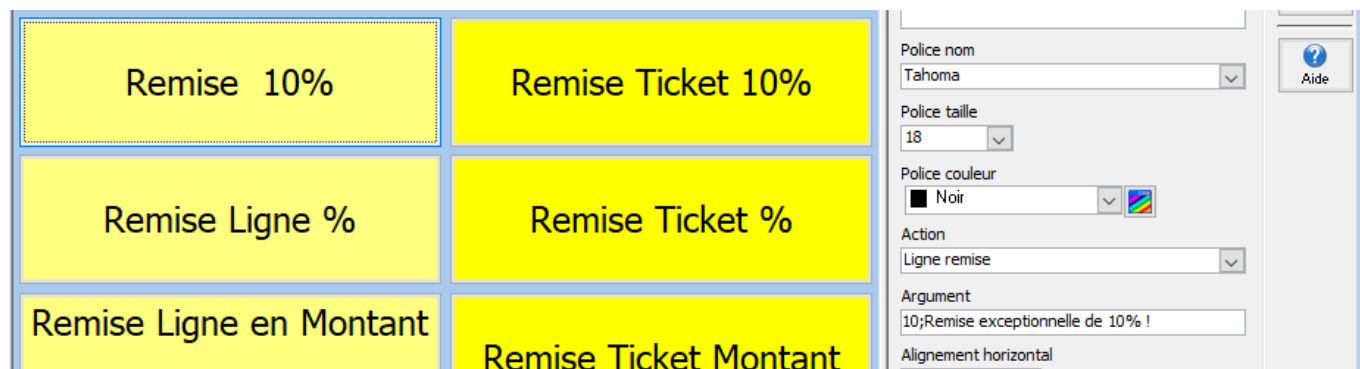 Remise  10%
Remise Ticket 10%
Remise Ligne %
Remise Ticket %
Remise Ligne en Montant
Remise Ticket Montant
Police nom
Tahoma
Police taille
18
Police couleur
Noir
Action
Ligne remise
Argument
10;Remise exceptionnelle de 10% !
Alignement horizontal
Aide